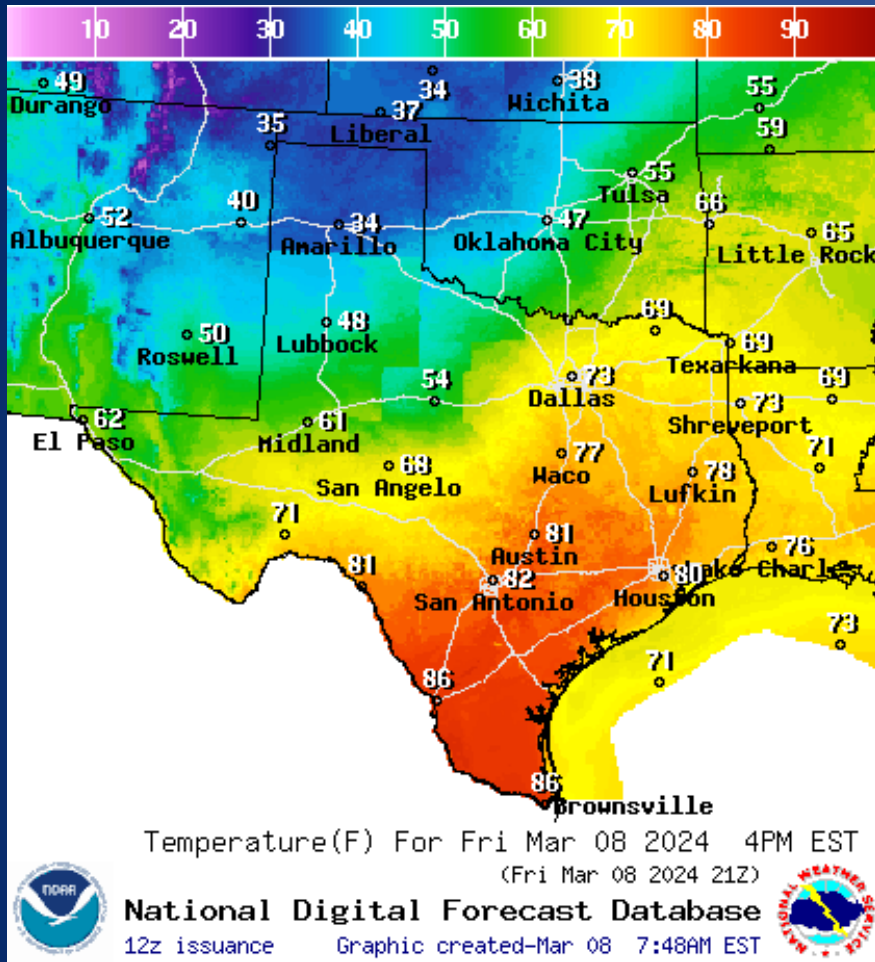 10 20 30 40 50 60 70 80 90
49 34 38 55
Durango 37 Wichita
35 Liberal 59
55
Tulsa
52 40 34 47 66 65
Albuquerque Amarillo Oklahoma City Little Rock
50 48 69 69
Roswell Lubbock Texarkana
54 73 69
Dallas 73
62 61 Shreveport
El Paso Midland 77 71
68 Waco 78
San Angelo Lufkin
71 81 76
81 Austin Lake Charles
82 80
San Antonio Houston
73
86 71
86
Brownsville
Temperature(F) For Fri Mar 08 2024 4PM EST
(Fri Mar 08 2024 21Z)
NOAA
NATIONAL WEATHER SERVICE
National Digital Forecast Database
12z issuance Graphic created-Mar 08 7:48AM EST